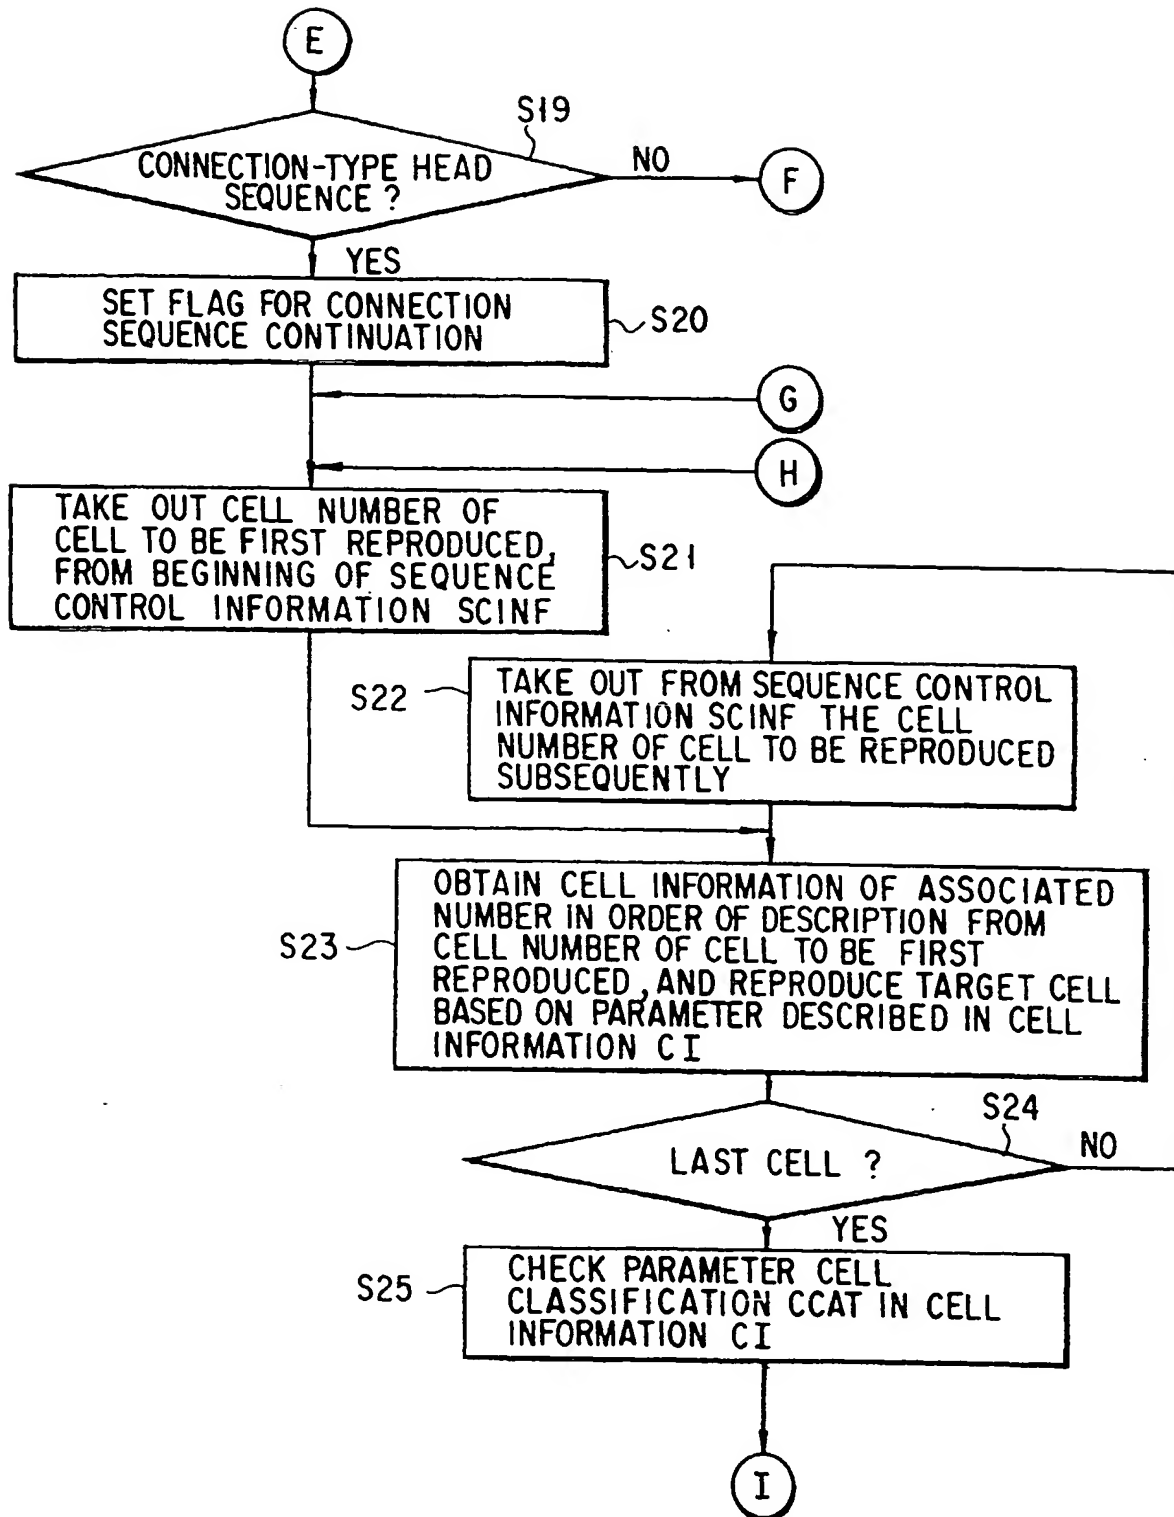 E
S19
CONNECTION-TYPE HEAD
SEQUENCE ?
NO
F
YES
SET FLAG FOR CONNECTION
SEQUENCE CONTINUATION
S20
G
H
TAKE OUT CELL NUMBER OF
CELL TO BE FIRST REPRODUCED,
FROM BEGINNING OF SEQUENCE
CONTROL INFORMATION SCINF
S21
S22
TAKE OUT FROM SEQUENCE CONTROL
INFORMATION SCINF THE CELL
NUMBER OF CELL TO BE REPRODUCED
SUBSEQUENTLY
S23
OBTAIN CELL INFORMATION OF ASSOCIATED
NUMBER IN ORDER OF DESCRIPTION FROM
CELL NUMBER OF CELL TO BE FIRST
REPRODUCED, AND REPRODUCE TARGET CELL
BASED ON PARAMETER DESCRIBED IN CELL
INFORMATION CI
S24
LAST CELL ?
NO
YES
S25
CHECK PARAMETER CELL
CLASSIFICATION CCAT IN CELL
INFORMATION CI
I